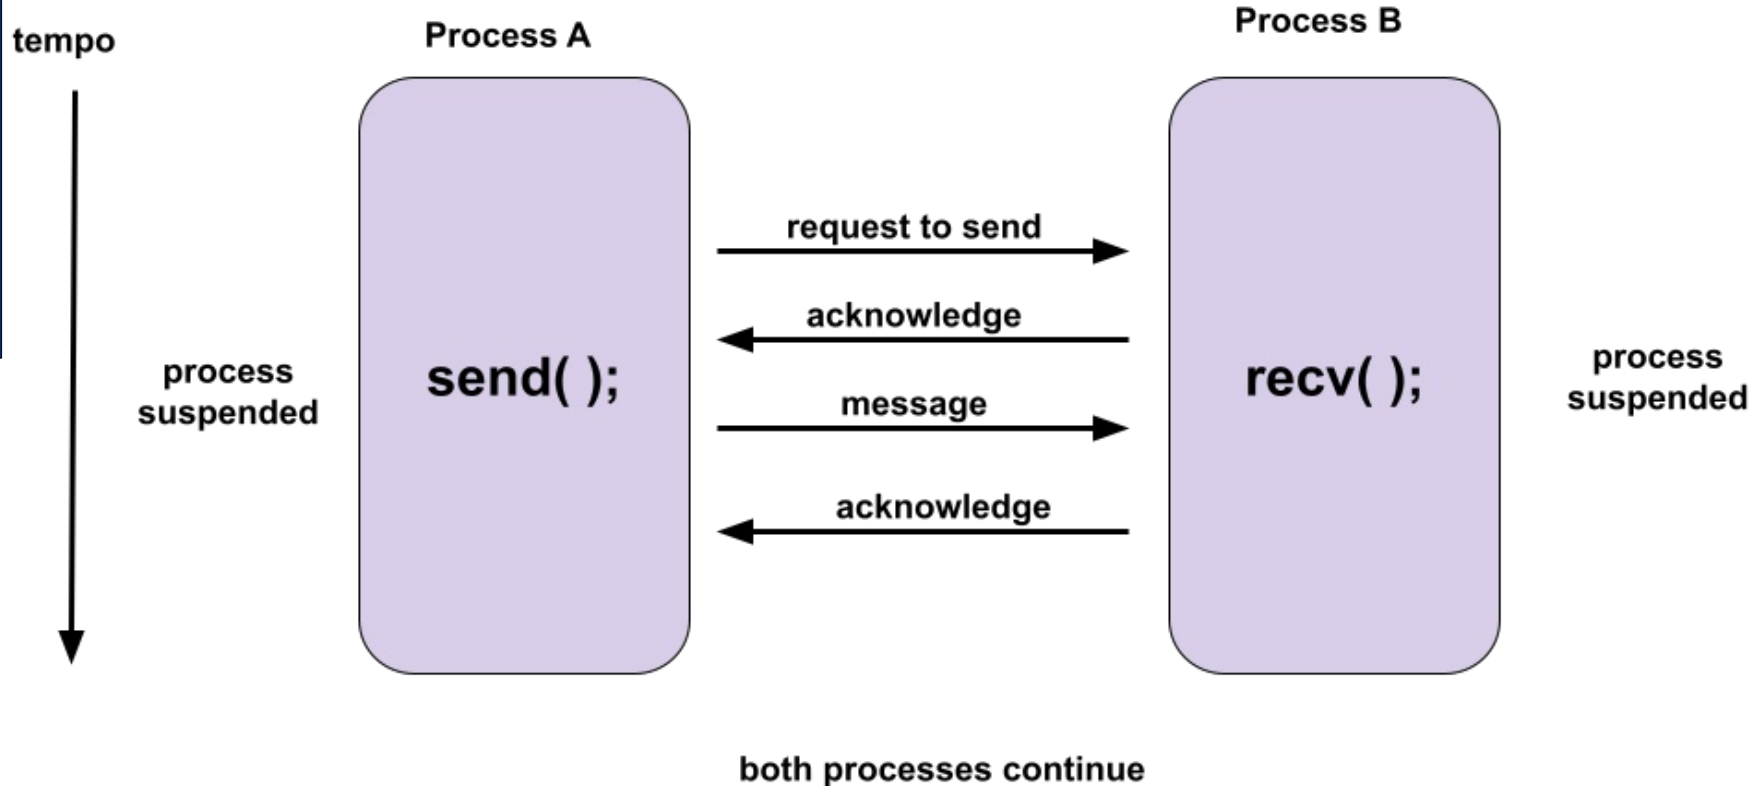 tempo
Process A
Process B
request to send
acknowledge
process
suspended
send( );
message
recv( );
process
suspended
acknowledge
both processes continue